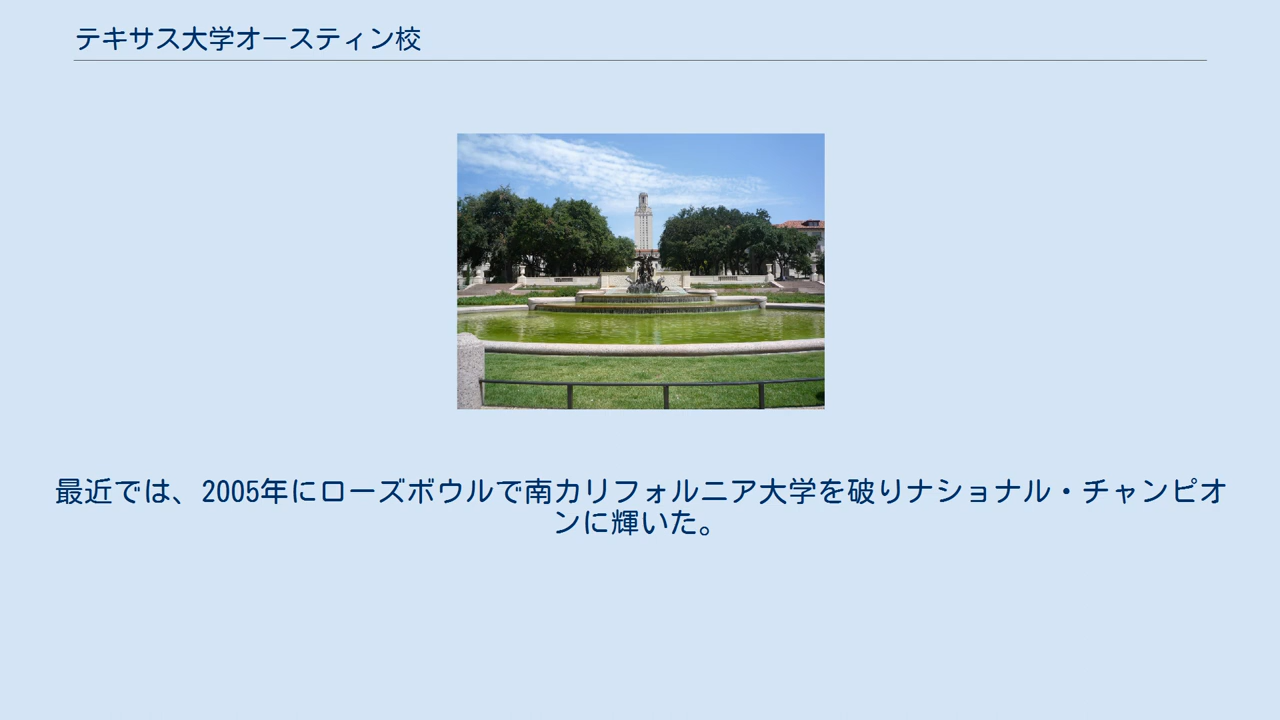 テキサス大学オースティン校
最近では、2005年にローズボウルで南カリフォルニア大学を破りナショナル・チャンピオ
ンに輝いた。